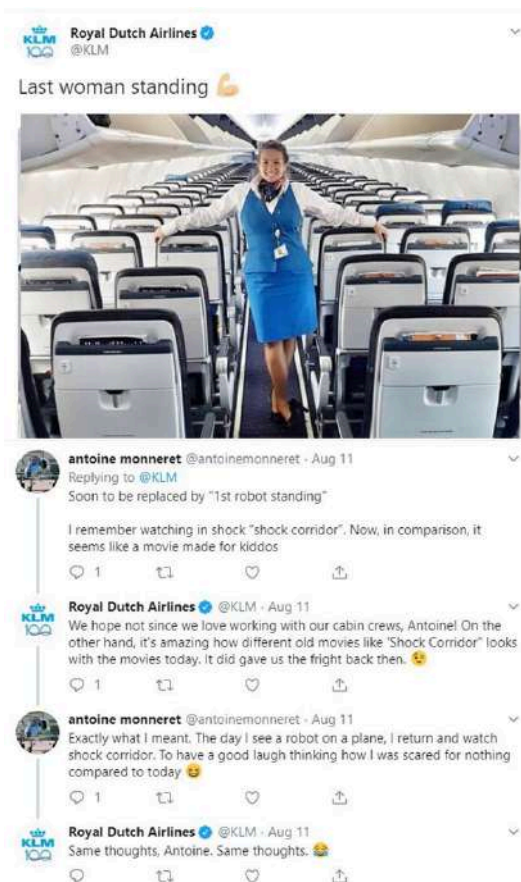 KLM
100
Royal Dutch Airlines
@KLM
Last woman standing 💪🏻
antoine monneret @antoinemonneret · Aug 11
Replying to @KLM
Soon to be replaced by "1st robot standing"
I remember watching in shock "shock corridor". Now, in comparison, it
seems like a movie made for kiddos
1
KLM
100
Royal Dutch Airlines @KLM · Aug 11
We hope not since we love working with our cabin crews, Antoine! On the
other hand, it's amazing how different old movies like 'Shock Corridor" looks
with the movies today. It did gave us the fright back then. 😉
1
antoine monneret @antoinemonneret · Aug 11
Exactly what I meant. The day I see a robot on a plane, I return and watch
shock corridor. To have a good laugh thinking how I was scared for nothing
compared to today 😆
1
KLM
100
Royal Dutch Airlines @KLM · Aug 11
Same thoughts, Antoine. Same thoughts. 😂